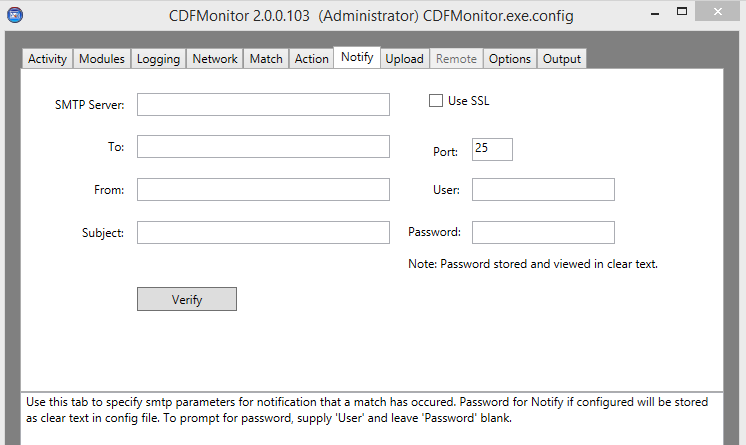 CDFMonitor 2.0.0.103 (Administrator) CDFMonitor.exe.config
Activity Modules Logging Network Match Action Notify Upload Remote Options Output
SMTP Server:
Use SSL
To:
Port: 25
From:
User:
Subject:
Password:
Note: Password stored and viewed in clear text.
Verify
Use this tab to specify smtp parameters for notification that a match has occured. Password for Notify if configured will be stored
as clear text in config file. To prompt for password, supply 'User' and leave 'Password' blank.